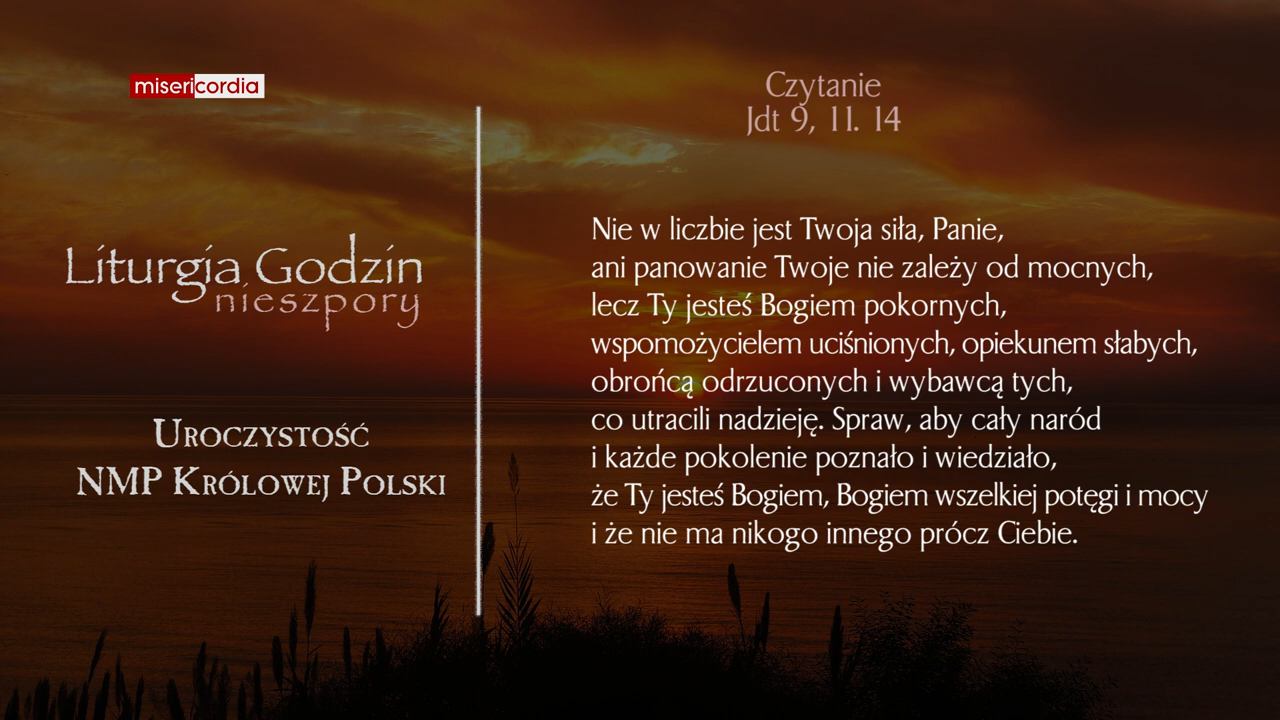 misericordia
Liturgia Godzin
nieszpory
Uroczystość
NMP Królowej Polski
Czytanie
Jdt 9, 11. 14
Nie w liczbie jest Twoja siła, Panie,
ani panowanie Twoje nie zależy od mocnych,
lecz Ty jesteś Bogiem pokornych,
wspomożycielem uciśnionych, opiekunem słabych,
obrońcą odrzuconych i wybawcą tych,
co utracili nadzieję. Spraw, aby cały naród
i każde pokolenie poznało i wiedziało,
że Ty jesteś Bogiem, Bogiem wszelkiej potęgi i mocy
i że nie ma nikogo innego prócz Ciebie.